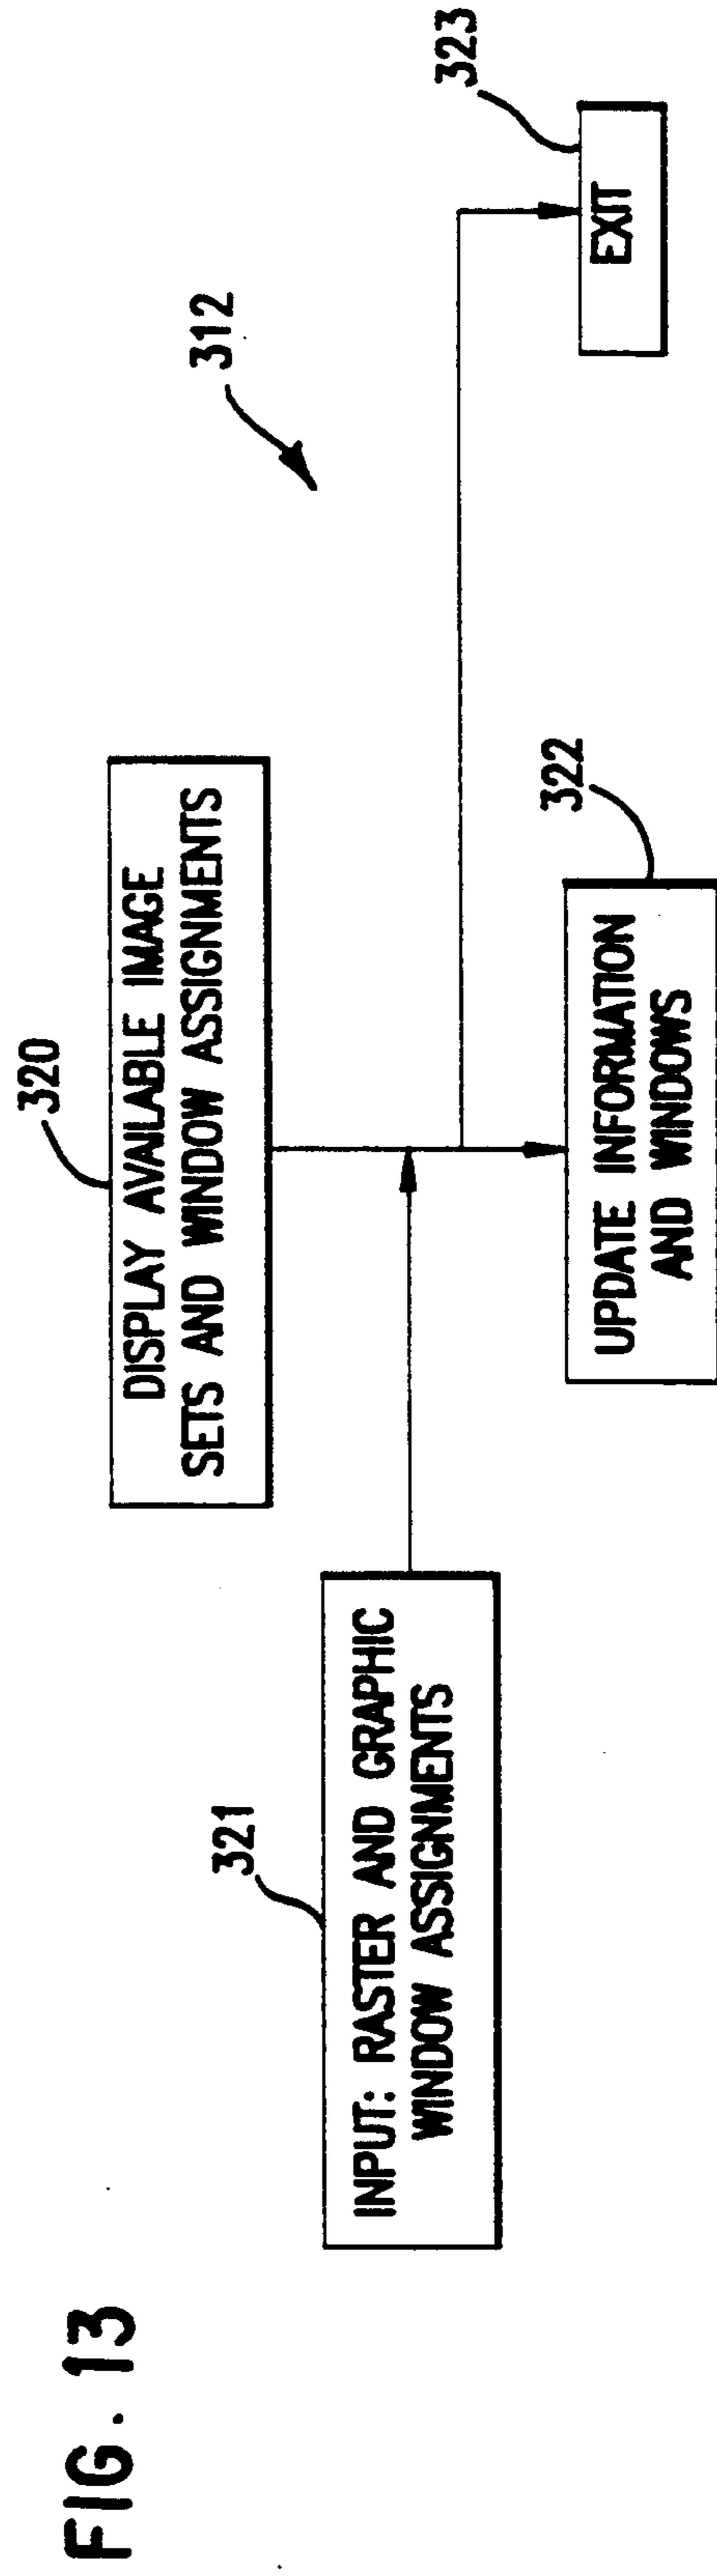 FIG. 13
320
DISPLAY AVAILABLE IMAGE
SETS AND WINDOW ASSIGNMENTS
312
321
INPUT: RASTER AND GRAPHIC
WINDOW ASSIGNMENTS
323
EXIT
322
UPDATE INFORMATION
AND WINDOWS